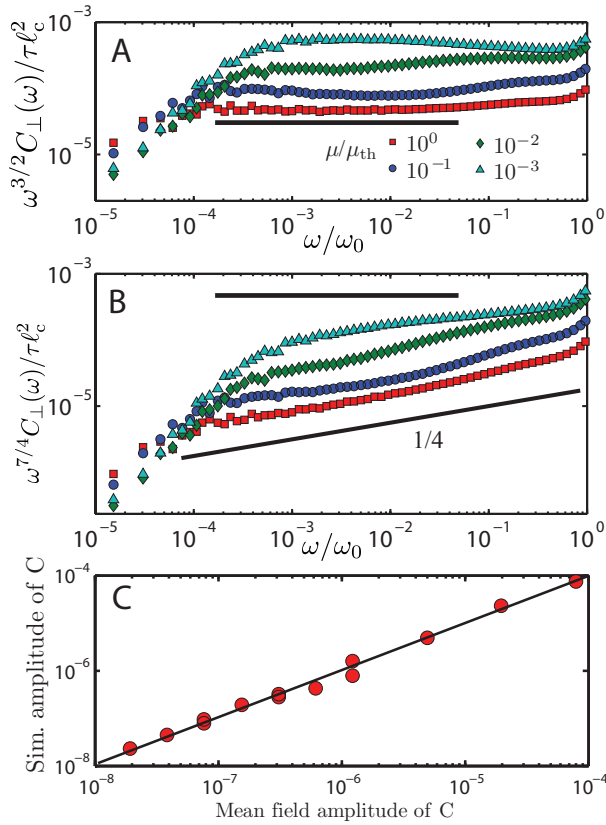 A
ω^{3/2}C_⊥(ω)/τℓ_c^2
10^{-3}
10^{-5}
μ/μ_th
10^0
10^{-2}
10^{-1}
10^{-3}
10^{-5} 10^{-4} 10^{-3} 10^{-2} 10^{-1} 10^0
ω/ω_0
B
ω^{7/4}C_⊥(ω)/τℓ_c^2
10^{-3}
10^{-5}
1/4
10^{-5} 10^{-4} 10^{-3} 10^{-2} 10^{-1} 10^0
ω/ω_0
C
Sim. amplitude of C
10^{-4}
10^{-6}
10^{-8}
10^{-8} 10^{-7} 10^{-6} 10^{-5} 10^{-4}
Mean field amplitude of C